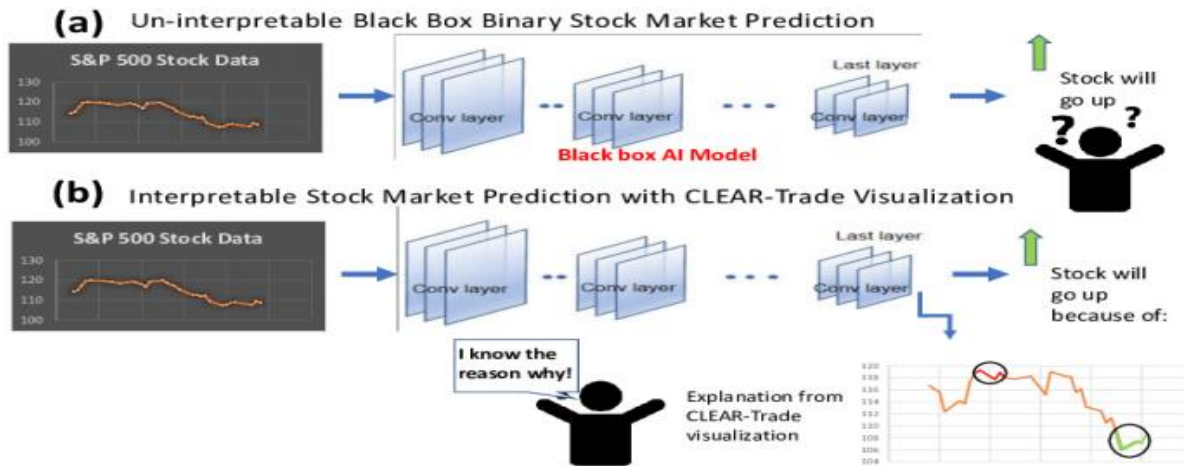 (a) Un-interpretable Black Box Binary Stock Market Prediction
S&P 500 Stock Data
130
120
110
100
Conv layer
Conv layer
Last layer
Conv layer
Black box AI Model
Stock will
go up
? ?
(b) Interpretable Stock Market Prediction with CLEAR-Trade Visualization
S&P 500 Stock Data
130
120
110
100
Conv layer
Conv layer
Last layer
Conv layer
Stock will
go up
because of:
I know the
reason why!
Explanation from
CLEAR-Trade
visualization
120
118
116
114
112
110
108
106
104